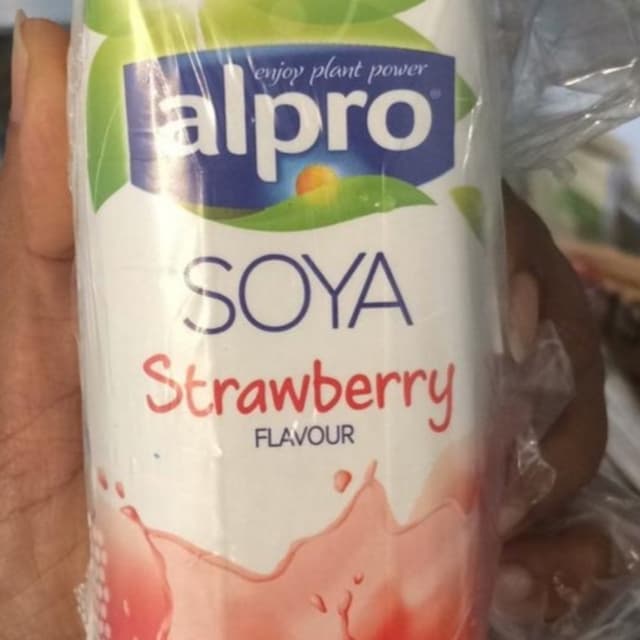 enjoy plant power
alpro®
SOYA
Strawberry
FLAVOUR